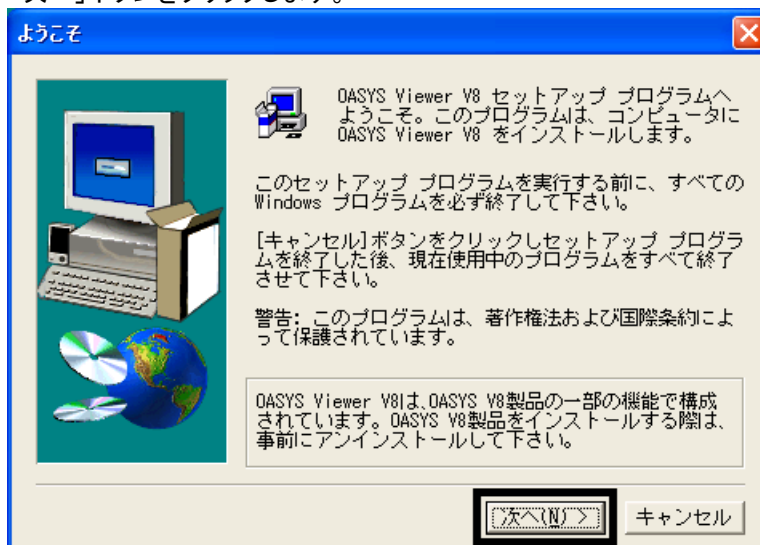 ようこそ
OASYS Viewer V8 セットアップ プログラムへ
ようこそ。このプログラムは、コンピュータに
OASYS Viewer V8 をインストールします。
このセットアップ プログラムを実行する前に、すべての
Windows プログラムを必ず終了して下さい。
[キャンセル]ボタンをクリックしセットアップ プログラ
ムを終了した後、現在使用中のプログラムをすべて終了
させて下さい。
警告: このプログラムは、著作権法および国際条約によ
って保護されています。
OASYS Viewer V8は、OASYS V8製品の一部の機能で構成
されています。OASYS V8製品をインストールする際は、
事前にアンインストールして下さい。
次へ(N) >
キャンセル